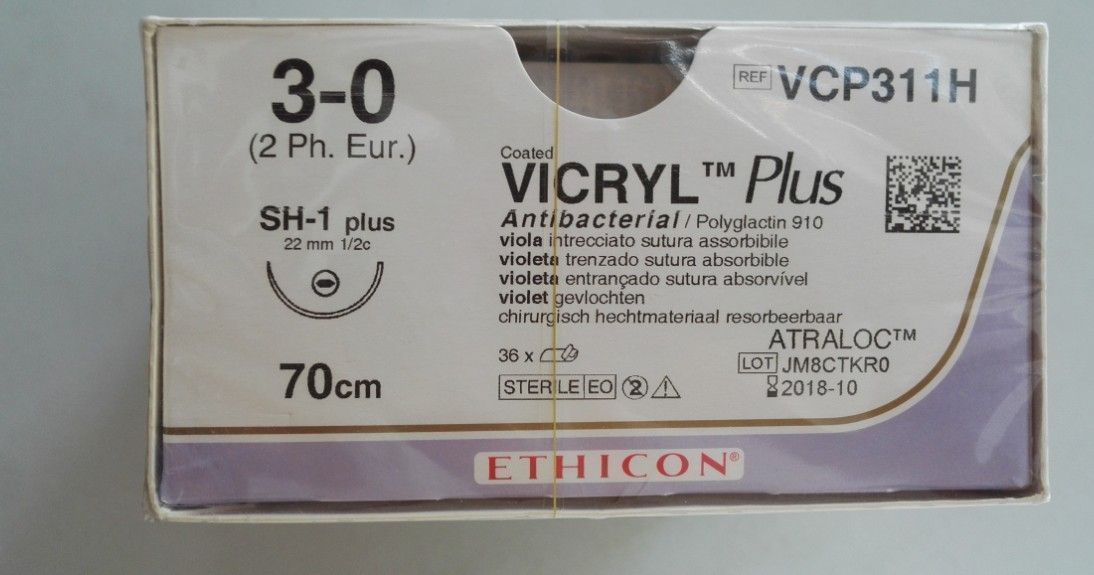 3-0
(2 Ph. Eur.)
SH-1 plus
22 mm 1/2c
70cm
REF VCP311H
Coated
VICRYL™ Plus
Antibacterial / Polyglactin 910
viola intrecciato sutura assorbibile
violeta trenzado sutura absorbible
violeta entrançado sutura absorvível
violet gevlochten
chirurgisch hechtmateriaal resorbeerbaar
ATRALOC™
36 x
LOT JM8CTKR0
STERILE EO 2
2018-10
ETHICON®